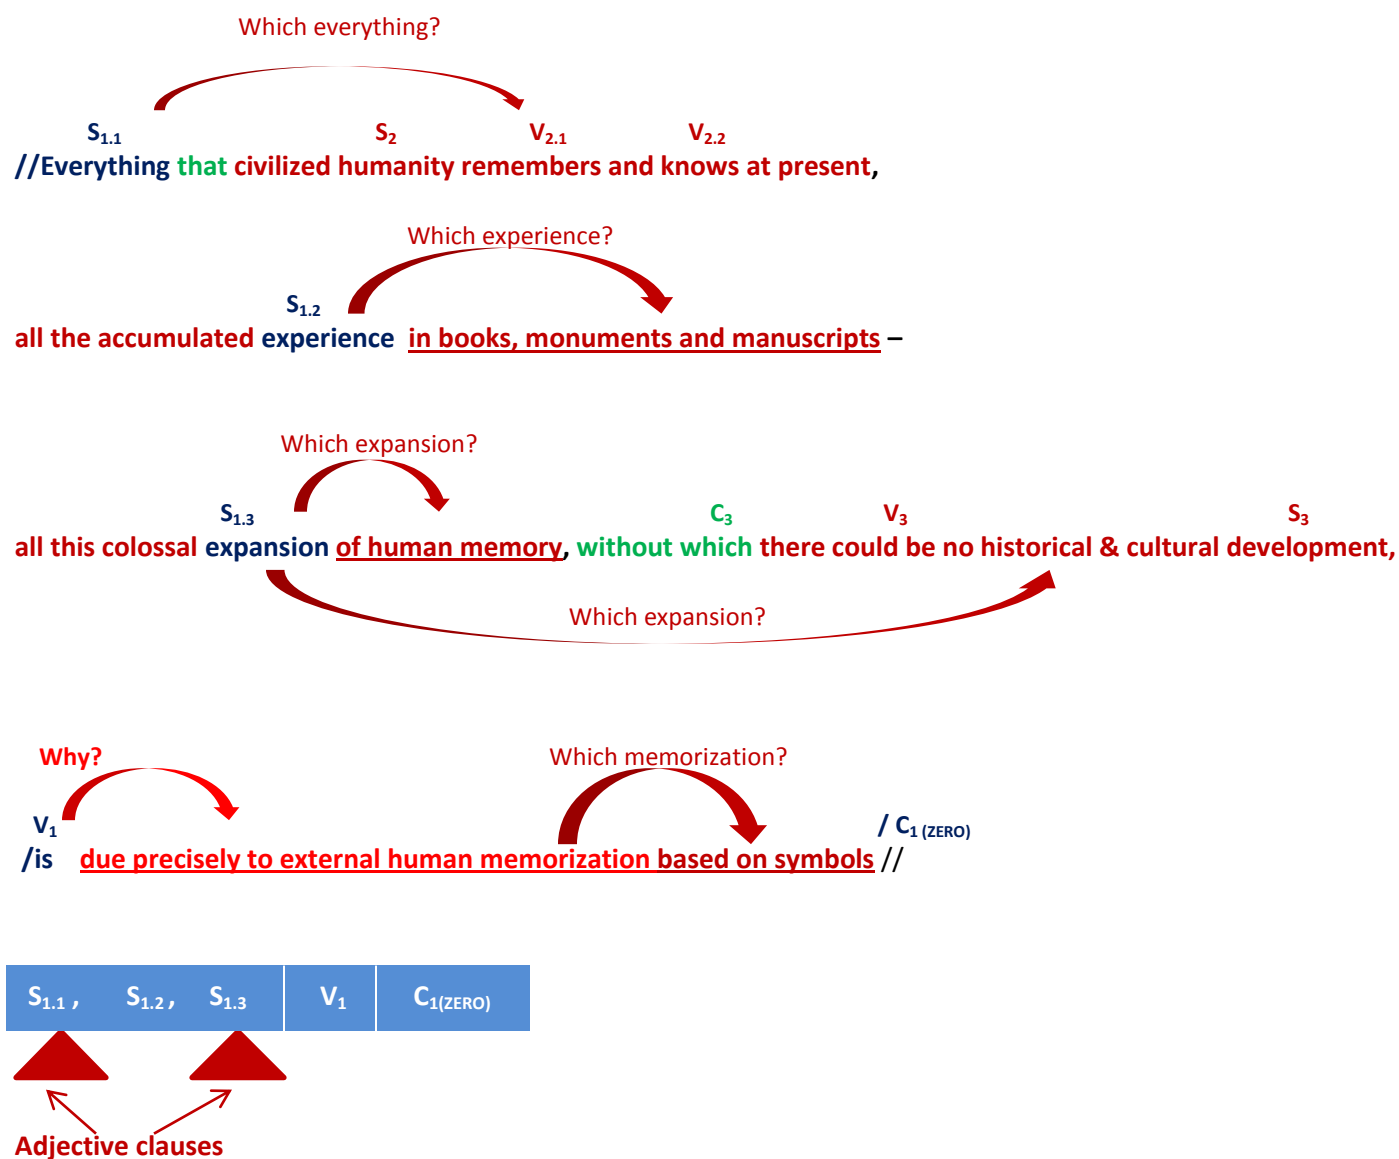 Which everything?
S1.1 S2 V2.1 V2.2
//Everything that civilized humanity remembers and knows at present,
Which experience?
S1.2
all the accumulated experience in books, monuments and manuscripts –
Which expansion?
S1.3 C3 V3 S3
all this colossal expansion of human memory, without which there could be no historical & cultural development,
Which expansion?
Why? Which memorization?
V1 / C1 (ZERO)
/is due precisely to external human memorization based on symbols //
S1.1 , S1.2 , S1.3 V1 C1(ZERO)
Adjective clauses